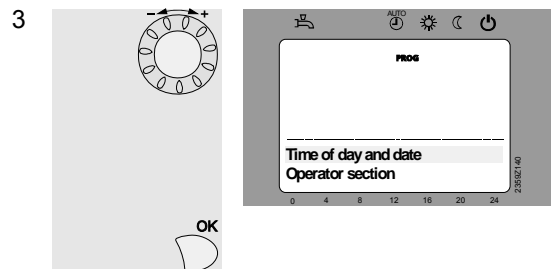 3
- +
OK
AUTO
PROG
Time of day and date
Operator section
0 4 8 12 16 20 24
2359Z140